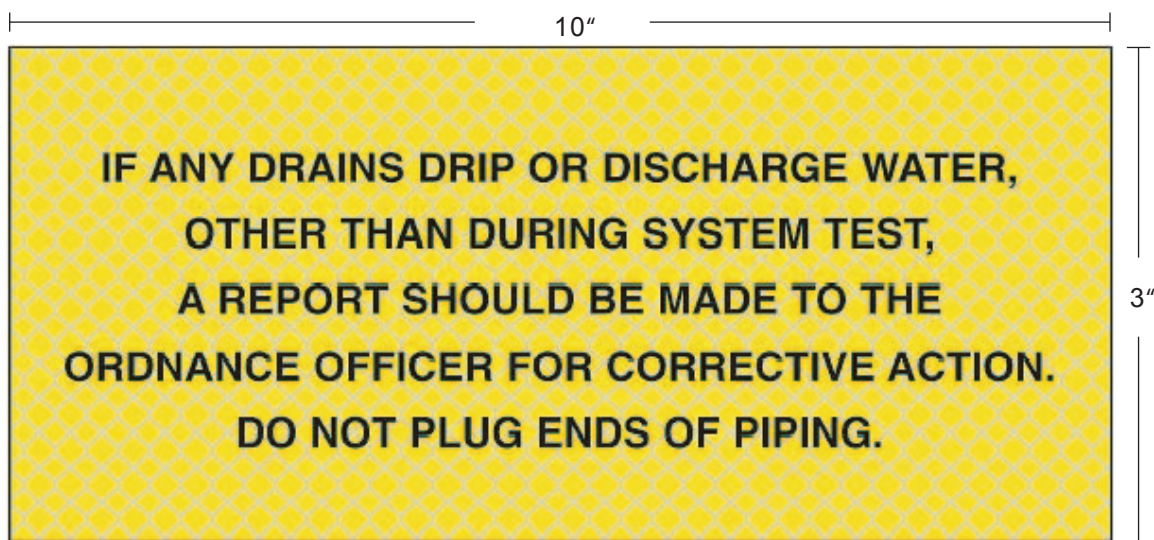 10“
IF ANY DRAINS DRIP OR DISCHARGE WATER,
OTHER THAN DURING SYSTEM TEST,
A REPORT SHOULD BE MADE TO THE
3“
ORDNANCE OFFICER FOR CORRECTIVE ACTION.
DO NOT PLUG ENDS OF PIPING.